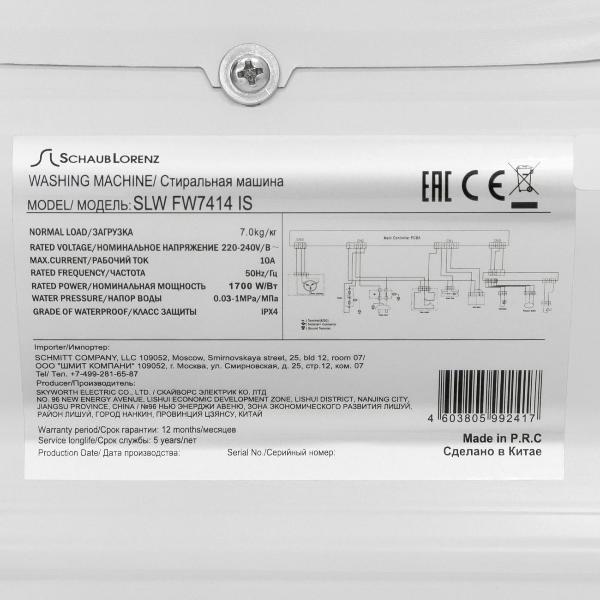 SCHAUB LORENZ
WASHING MACHINE/ Стиральная машина
MODEL/ МОДЕЛЬ: SLW FW7414 IS
EAC CE
NORMAL LOAD/ЗАГРУЗКА 7.0kg/кг
RATED VOLTAGE/НОМИНАЛЬНОЕ НАПРЯЖЕНИЕ 220-240V/В ~
MAX.CURRENT/РАБОЧИЙ ТОК 10A
RATED FREQUENCY/ЧАСТОТА 50Hz/Гц
RATED POWER/НОМИНАЛЬНАЯ МОЩНОСТЬ 1700 W/Вт
WATER PRESSURE/НАПОР ВОДЫ 0.03-1MPa/МПа
GRADE OF WATERPROOF/КЛАСС ЗАЩИТЫ IPX4
Main Controller PCBA
Importer/Импортер:
SCHMITT COMPANY, LLC 109052, Moscow, Smirnovskaya street, 25, bld 12, room 07/
ООО "ШМИТ КОМПАНИ" 109052, г. Москва, ул. Смирновская, д. 25, стр.12, ком. 07
Tel/ Тел. +7-499-281-65-87
Producer/Производитель:
SKYWORTH ELECTRIC CO., LTD./ СКАЙВОРС ЭЛЕКТРИК КО. ЛТД
NO. 96 NEW ENERGY AVENUE, LISHUI ECONOMIC DEVELOPMENT ZONE, LISHUI DISTRICT, NANJING CITY,
JIANGSU PROVINCE, CHINA / №96 НЬЮ ЭНЕРДЖИ АВЕНЮ, ЗОНА ЭКОНОМИЧЕСКОГО РАЗВИТИЯ ЛИШУЙ,
РАЙОН ЛИШУЙ, ГОРОД НАНКИН, ПРОВИНЦИЯ ЦЗЯНСУ, КИТАЙ
Warranty period/Срок гарантии: 12 months/месяцев
Service longlife/Срок службы: 5 years/лет
Production Date/ Дата производства: Serial No./Серийный номер:
4 603805 992417
Made in P.R.C
Сделано в Китае